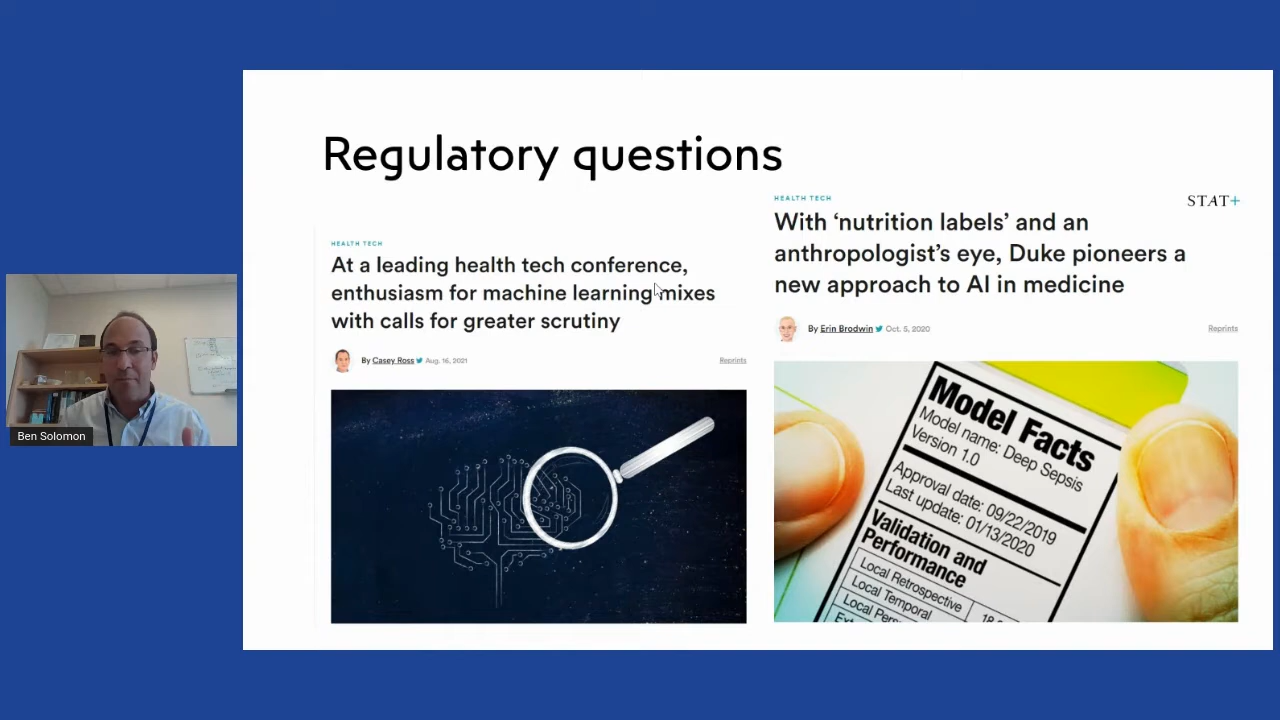 Regulatory questions
HEALTH TECH
At a leading health tech conference,
enthusiasm for machine learning mixes
with calls for greater scrutiny
By Casey Ross Aug. 16, 2021
Reprints
HEALTH TECH
STAT+
With ‘nutrition labels’ and an
anthropologist’s eye, Duke pioneers a
new approach to AI in medicine
By Erin Brodwin Oct. 5, 2020
Reprints
Model Facts
Model name: Deep Sepsis
Version 1.0
Approval date: 09/22/2019
Last update: 01/13/2020
Validation and
Performance
Local Retrospective
Local Temporal
Ben Solomon